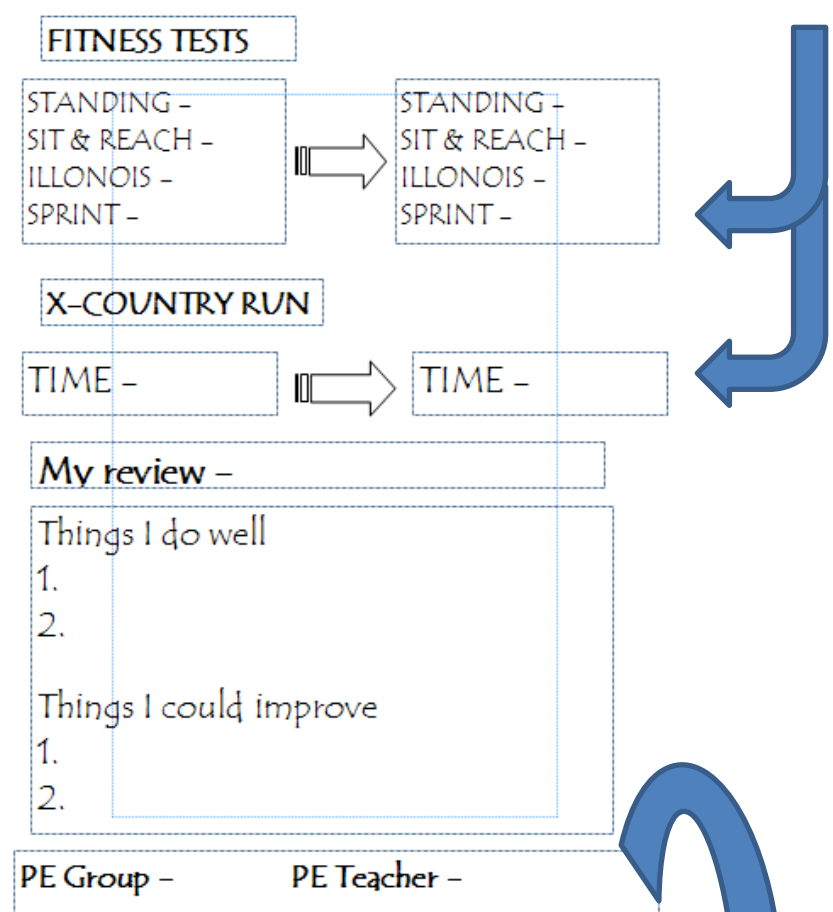 FITNESS TESTS
STANDING –
SIT & REACH –
ILLONOIS –
SPRINT –
STANDING –
SIT & REACH –
ILLONOIS –
SPRINT –
X-COUNTRY RUN
TIME –
TIME –
My review –
Things I do well
1.
2.
Things I could improve
1.
2.
PE Group – PE Teacher –